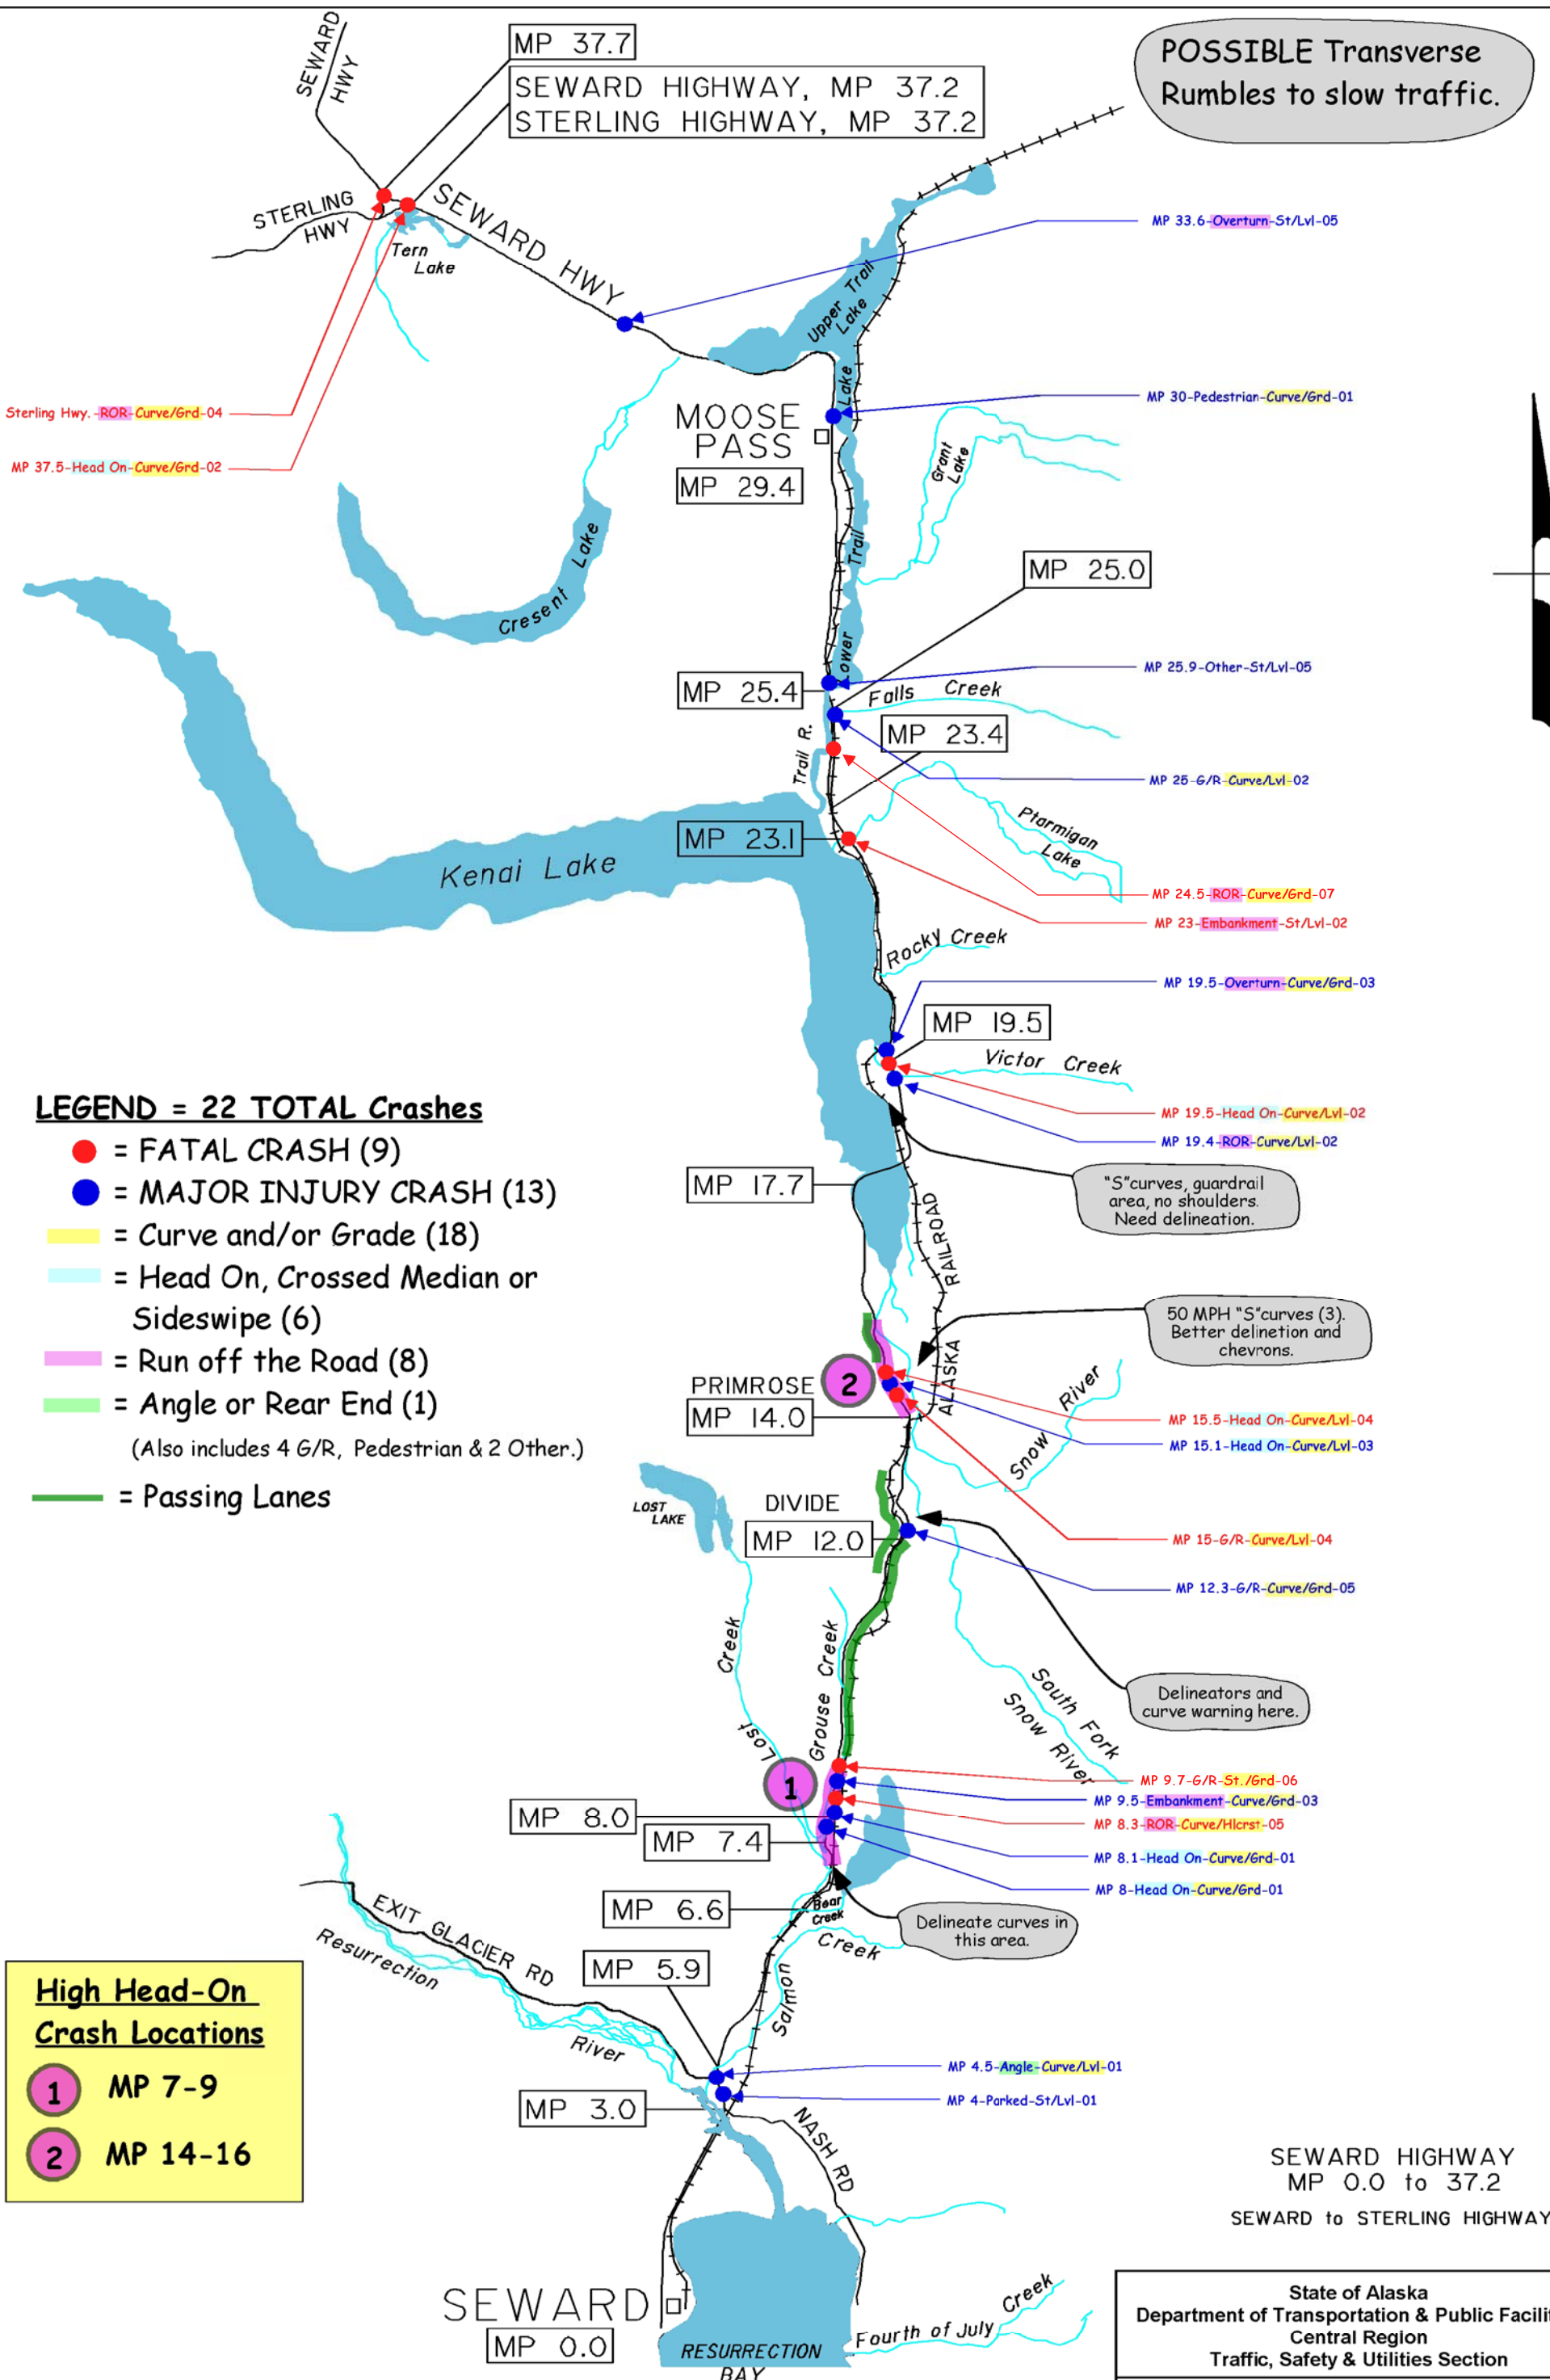 SEWARD
HWY
MP 37.7
SEWARD HIGHWAY, MP 37.2
STERLING HIGHWAY, MP 37.2
POSSIBLE Transverse
Rumbles to slow traffic.
STERLING
HWY
SEWARD HWY
Tern
Lake
MP 33.6-Overturn-St/Lvl-05
Upper Trail
Lake
Sterling Hwy.-ROR-Curve/Grd-04
MP 37.5-Head On-Curve/Grd-02
MP 30-Pedestrian-Curve/Grd-01
MOOSE
PASS
MP 29.4
Lower Trail Lake
Grant
Lake
Cresent Lake
MP 25.0
MP 25.9-Other-St/Lvl-05
MP 25.4
Falls Creek
MP 23.4
Trail R.
MP 25-G/R-Curve/Lvl-02
MP 23.1
Ptarmigan
Lake
Kenai Lake
MP 24.5-ROR-Curve/Grd-07
MP 23-Embankment-St/Lvl-02
Rocky Creek
MP 19.5-Overturn-Curve/Grd-03
MP 19.5
Victor Creek
MP 19.5-Head On-Curve/Lvl-02
MP 19.4-ROR-Curve/Lvl-02
LEGEND = 22 TOTAL Crashes
= FATAL CRASH (9)
= MAJOR INJURY CRASH (13)
= Curve and/or Grade (18)
= Head On, Crossed Median or
Sideswipe (6)
= Run off the Road (8)
= Angle or Rear End (1)
(Also includes 4 G/R, Pedestrian & 2 Other.)
= Passing Lanes
MP 17.7
"S"curves, guardrail
area, no shoulders.
Need delineation.
ALASKA RAILROAD
50 MPH "S"curves (3).
Better delinetion and
chevrons.
PRIMROSE
2
MP 14.0
Snow River
MP 15.5-Head On-Curve/Lvl-04
MP 15.1-Head On-Curve/Lvl-03
LOST
LAKE
DIVIDE
MP 12.0
MP 15-G/R-Curve/Lvl-04
MP 12.3-G/R-Curve/Grd-05
Lost Creek
Grouse Creek
South Fork
Snow River
Delineators and
curve warning here.
1
MP 9.7-G/R-St./Grd-06
MP 9.5-Embankment-Curve/Grd-03
MP 8.0
MP 8.3-ROR-Curve/Hlcrst-05
MP 7.4
MP 8.1-Head On-Curve/Grd-01
MP 8-Head On-Curve/Grd-01
MP 6.6
Bear
Creek
Delineate curves in
this area.
EXIT GLACIER RD
Resurrection River
MP 5.9
Salmon Creek
High Head-On
Crash Locations
1 MP 7-9
2 MP 14-16
MP 4.5-Angle-Curve/Lvl-01
MP 4-Parked-St/Lvl-01
MP 3.0
NASH RD
SEWARD HIGHWAY
MP 0.0 to 37.2
SEWARD to STERLING HIGHWAY
SEWARD
MP 0.0
RESURRECTION
BAY
Fourth of July Creek
State of Alaska
Department of Transportation & Public Facilit
Central Region
Traffic, Safety & Utilities Section